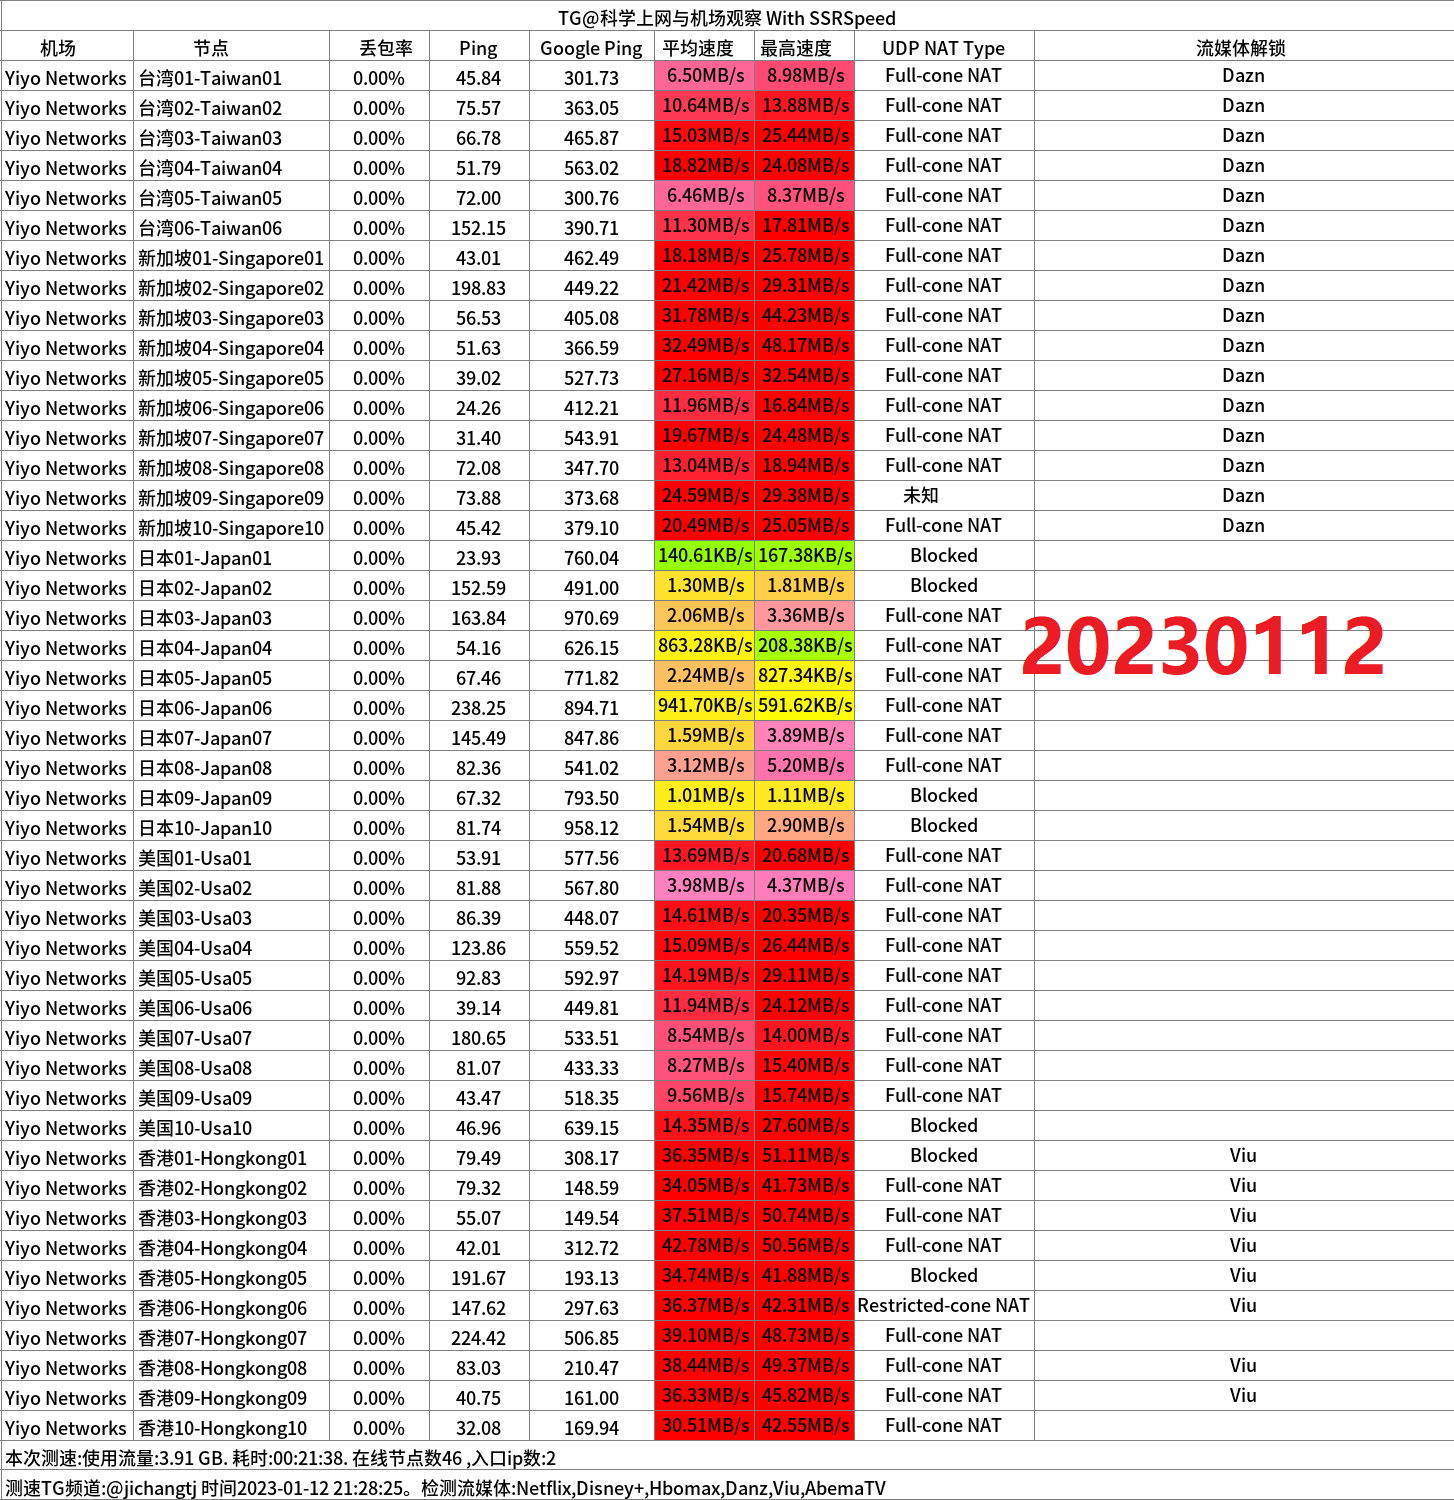 TG@科学上网与机场观察 With SSRSpeed
机场 节点 丢包率 Ping Google Ping 平均速度 最高速度 UDP NAT Type 流媒体解锁
Yiyo Networks 台湾01-Taiwan01 0.00% 45.84 301.73 6.50MB/s 8.98MB/s Full-cone NAT Dazn
Yiyo Networks 台湾02-Taiwan02 0.00% 75.57 363.05 10.64MB/s 13.88MB/s Full-cone NAT Dazn
Yiyo Networks 台湾03-Taiwan03 0.00% 66.78 465.87 15.03MB/s 25.44MB/s Full-cone NAT Dazn
Yiyo Networks 台湾04-Taiwan04 0.00% 51.79 563.02 18.82MB/s 24.08MB/s Full-cone NAT Dazn
Yiyo Networks 台湾05-Taiwan05 0.00% 72.00 300.76 6.46MB/s 8.37MB/s Full-cone NAT Dazn
Yiyo Networks 台湾06-Taiwan06 0.00% 152.15 390.71 11.30MB/s 17.81MB/s Full-cone NAT Dazn
Yiyo Networks 新加坡01-Singapore01 0.00% 43.01 462.49 18.18MB/s 25.78MB/s Full-cone NAT Dazn
Yiyo Networks 新加坡02-Singapore02 0.00% 198.83 449.22 21.42MB/s 29.31MB/s Full-cone NAT Dazn
Yiyo Networks 新加坡03-Singapore03 0.00% 56.53 405.08 31.78MB/s 44.23MB/s Full-cone NAT Dazn
Yiyo Networks 新加坡04-Singapore04 0.00% 51.63 366.59 32.49MB/s 48.17MB/s Full-cone NAT Dazn
Yiyo Networks 新加坡05-Singapore05 0.00% 39.02 527.73 27.16MB/s 32.54MB/s Full-cone NAT Dazn
Yiyo Networks 新加坡06-Singapore06 0.00% 24.26 412.21 11.96MB/s 16.84MB/s Full-cone NAT Dazn
Yiyo Networks 新加坡07-Singapore07 0.00% 31.40 543.91 19.67MB/s 24.48MB/s Full-cone NAT Dazn
Yiyo Networks 新加坡08-Singapore08 0.00% 72.08 347.70 13.04MB/s 18.94MB/s Full-cone NAT Dazn
Yiyo Networks 新加坡09-Singapore09 0.00% 73.88 373.68 24.59MB/s 29.38MB/s 未知 Dazn
Yiyo Networks 新加坡10-Singapore10 0.00% 45.42 379.10 20.49MB/s 25.05MB/s Full-cone NAT Dazn
Yiyo Networks 日本01-Japan01 0.00% 23.93 760.04 140.61KB/s 167.38KB/s Blocked
Yiyo Networks 日本02-Japan02 0.00% 152.59 491.00 1.30MB/s 1.81MB/s Blocked
Yiyo Networks 日本03-Japan03 0.00% 163.84 970.69 2.06MB/s 3.36MB/s Full-cone NAT
Yiyo Networks 日本04-Japan04 0.00% 54.16 626.15 863.28KB/s 208.38KB/s Full-cone NAT
20230112
Yiyo Networks 日本05-Japan05 0.00% 67.46 771.82 2.24MB/s 827.34KB/s Full-cone NAT
Yiyo Networks 日本06-Japan06 0.00% 238.25 894.71 941.70KB/s 591.62KB/s Full-cone NAT
Yiyo Networks 日本07-Japan07 0.00% 145.49 847.86 1.59MB/s 3.89MB/s Full-cone NAT
Yiyo Networks 日本08-Japan08 0.00% 82.36 541.02 3.12MB/s 5.20MB/s Full-cone NAT
Yiyo Networks 日本09-Japan09 0.00% 67.32 793.50 1.01MB/s 1.11MB/s Blocked
Yiyo Networks 日本10-Japan10 0.00% 81.74 958.12 1.54MB/s 2.90MB/s Blocked
Yiyo Networks 美国01-Usa01 0.00% 53.91 577.56 13.69MB/s 20.68MB/s Full-cone NAT
Yiyo Networks 美国02-Usa02 0.00% 81.88 567.80 3.98MB/s 4.37MB/s Full-cone NAT
Yiyo Networks 美国03-Usa03 0.00% 86.39 448.07 14.61MB/s 20.35MB/s Full-cone NAT
Yiyo Networks 美国04-Usa04 0.00% 123.86 559.52 15.09MB/s 26.44MB/s Full-cone NAT
Yiyo Networks 美国05-Usa05 0.00% 92.83 592.97 14.19MB/s 29.11MB/s Full-cone NAT
Yiyo Networks 美国06-Usa06 0.00% 39.14 449.81 11.94MB/s 24.12MB/s Full-cone NAT
Yiyo Networks 美国07-Usa07 0.00% 180.65 533.51 8.54MB/s 14.00MB/s Full-cone NAT
Yiyo Networks 美国08-Usa08 0.00% 81.07 433.33 8.27MB/s 15.40MB/s Full-cone NAT
Yiyo Networks 美国09-Usa09 0.00% 43.47 518.35 9.56MB/s 15.74MB/s Full-cone NAT
Yiyo Networks 美国10-Usa10 0.00% 46.96 639.15 14.35MB/s 27.60MB/s Blocked
Yiyo Networks 香港01-Hongkong01 0.00% 79.49 308.17 36.35MB/s 51.11MB/s Blocked Viu
Yiyo Networks 香港02-Hongkong02 0.00% 79.32 148.59 34.05MB/s 41.73MB/s Full-cone NAT Viu
Yiyo Networks 香港03-Hongkong03 0.00% 55.07 149.54 37.51MB/s 50.74MB/s Full-cone NAT Viu
Yiyo Networks 香港04-Hongkong04 0.00% 42.01 312.72 42.78MB/s 50.56MB/s Full-cone NAT Viu
Yiyo Networks 香港05-Hongkong05 0.00% 191.67 193.13 34.74MB/s 41.88MB/s Blocked Viu
Yiyo Networks 香港06-Hongkong06 0.00% 147.62 297.63 36.37MB/s 42.31MB/s Restricted-cone NAT Viu
Yiyo Networks 香港07-Hongkong07 0.00% 224.42 506.85 39.10MB/s 48.73MB/s Full-cone NAT
Yiyo Networks 香港08-Hongkong08 0.00% 83.03 210.47 38.44MB/s 49.37MB/s Full-cone NAT Viu
Yiyo Networks 香港09-Hongkong09 0.00% 40.75 161.00 36.33MB/s 45.82MB/s Full-cone NAT Viu
Yiyo Networks 香港10-Hongkong10 0.00% 32.08 169.94 30.51MB/s 42.55MB/s Full-cone NAT
本次测速:使用流量:3.91 GB. 耗时:00:21:38. 在线节点数46 ,入口ip数:2
测速TG频道:@jichangtj 时间2023-01-12 21:28:25。检测流媒体:Netflix,Disney+,Hbomax,Danz,Viu,AbemaTV